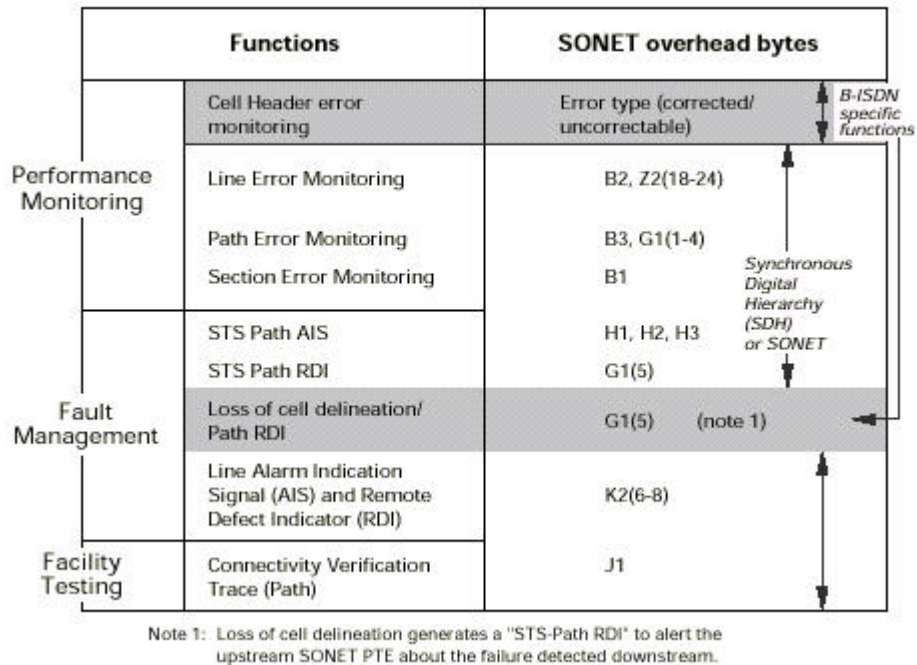 Functions
SONET overhead bytes
Performance
Monitoring
Cell Header error
monitoring
Error type (corrected/
uncorrectable)
B-ISDN
specific
functions
Line Error Monitoring
B2, Z2(18-24)
Path Error Monitoring
B3, G1(1-4)
Section Error Monitoring
B1
Synchronous
Digital
Hierarchy
(SDH)
or SONET
Fault
Management
STS Path AIS
H1, H2, H3
STS Path RDI
G1(5)
Loss of cell delineation/
Path RDI
G1(5) (note 1)
Line Alarm Indication
Signal (AIS) and Remote
Defect Indicator (RDI)
K2(6-8)
Facility
Testing
Connectivity Verification
Trace (Path)
J1
Note 1: Loss of cell delineation generates a "STS-Path RDI" to alert the
upstream SONET PTE about the failure detected downstream.